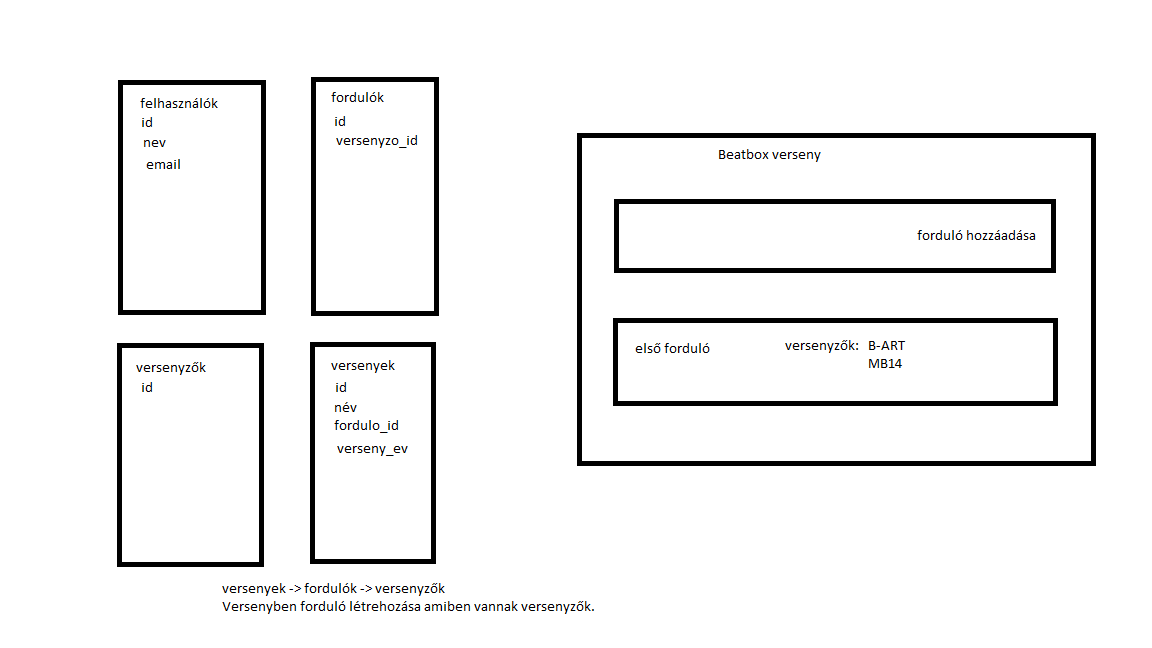 felhasználók
id
nev
email
fordulók
id
versenyzo_id
versenyzők
id
versenyek
id
név
fordulo_id
verseny_ev
versenyek -> fordulók -> versenyzők
Versenyben forduló létrehozása amiben vannak versenyzők.
Beatbox verseny
forduló hozzáadása
első forduló
versenyzők: B-ART
MB14